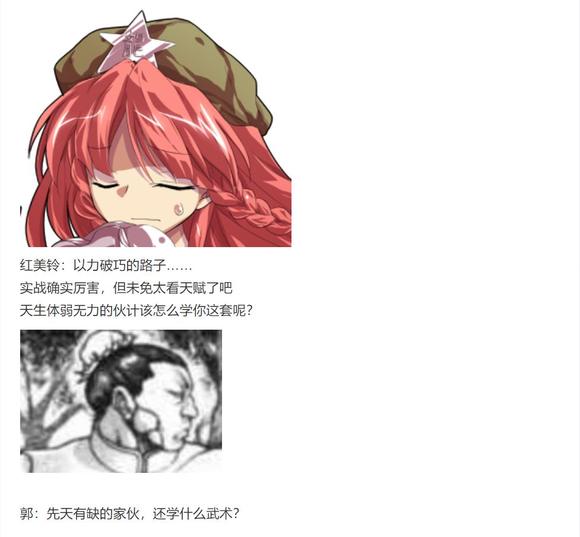 龍
红美铃：以力破巧的路子……
实战确实厉害，但未免太看天赋了吧
天生体弱无力的伙计该怎么学你这套呢？
郭：先天有缺的家伙，还学什么武术？